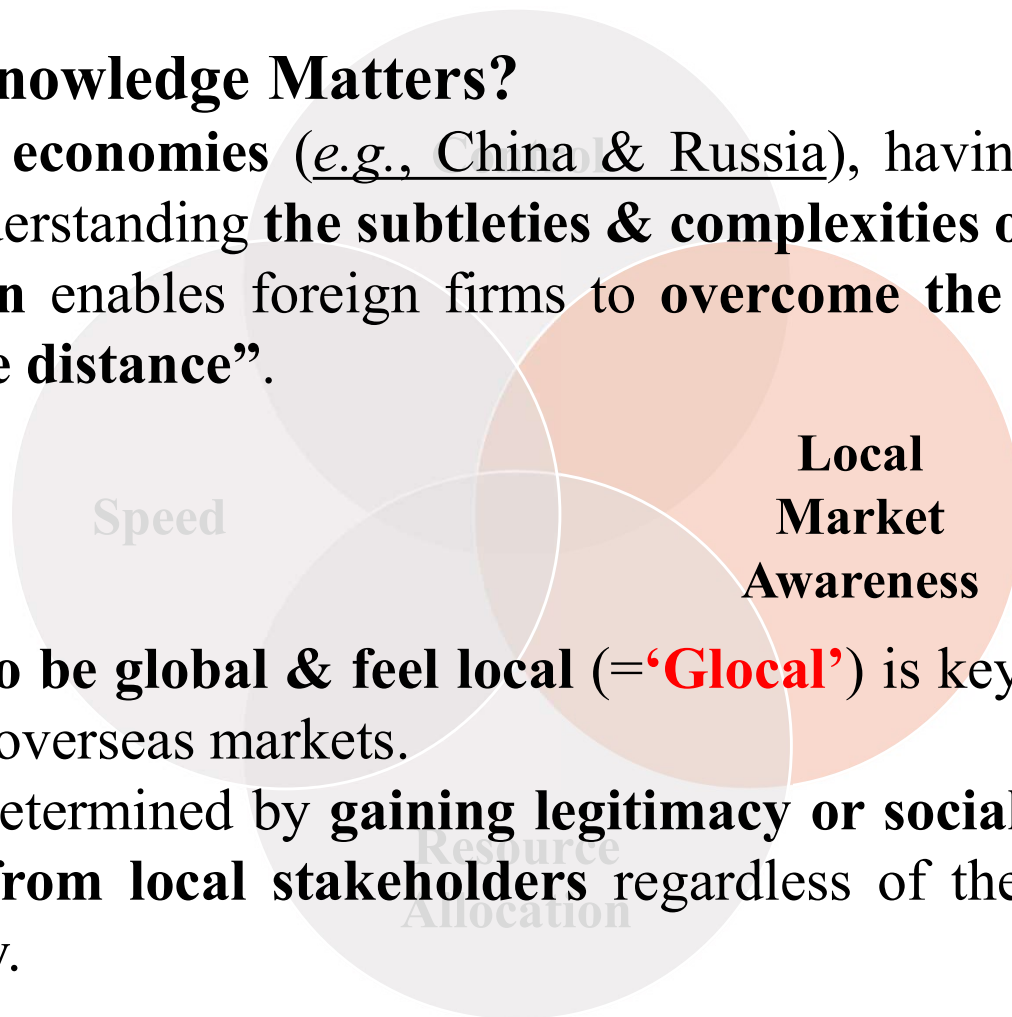 nowledge Matters?
economies (e.g., China & Russia), havin
Control
derstanding the subtleties & complexities o
n enables foreign firms to overcome the
e distance”.
Local
Market
Awareness
Speed
o be global & feel local (=‘Glocal’) is key
overseas markets.
etermined by gaining legitimacy or social
Resource
Allocation
from local stakeholders regardless of the
y.